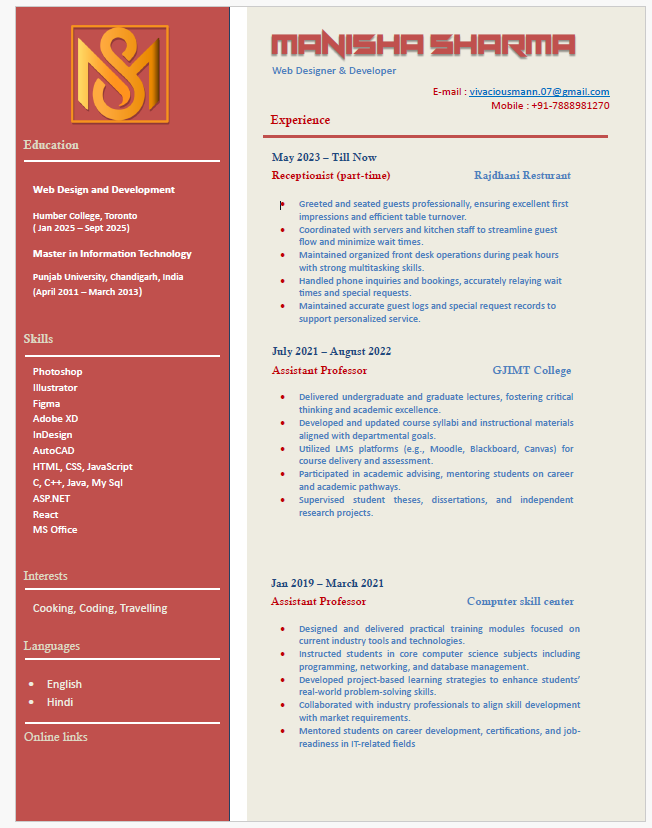 MANISHA SHARMA
Web Designer & Developer
E-mail : vivaciousmann.07@gmail.com
Mobile : +91-7888981270
Education
Web Design and Development
Humber College, Toronto
( Jan 2025 – Sept 2025)
Master in Information Technology
Punjab University, Chandigarh, India
(April 2011 – March 2013)
Skills
Photoshop
Illustrator
Figma
Adobe XD
InDesign
AutoCAD
HTML, CSS, JavaScript
C, C++, Java, My Sql
ASP.NET
React
MS Office
Interests
Cooking, Coding, Travelling
Languages
• English
• Hindi
Online links
Experience
May 2023 – Till Now
Receptionist (part-time) Rajdhani Resturant
• Greeted and seated guests professionally, ensuring excellent first
impressions and efficient table turnover.
• Coordinated with servers and kitchen staff to streamline guest
flow and minimize wait times.
• Maintained organized front desk operations during peak hours
with strong multitasking skills.
• Handled phone inquiries and bookings, accurately relaying wait
times and special requests.
• Maintained accurate guest logs and special request records to
support personalized service.
July 2021 – August 2022
Assistant Professor GJIMT College
• Delivered undergraduate and graduate lectures, fostering critical
thinking and academic excellence.
• Developed and updated course syllabi and instructional materials
aligned with departmental goals.
• Utilized LMS platforms (e.g., Moodle, Blackboard, Canvas) for
course delivery and assessment.
• Participated in academic advising, mentoring students on career
and academic pathways.
• Supervised student theses, dissertations, and independent
research projects.
Jan 2019 – March 2021
Assistant Professor Computer skill center
• Designed and delivered practical training modules focused on
current industry tools and technologies.
• Instructed students in core computer science subjects including
programming, networking, and database management.
• Developed project-based learning strategies to enhance students’
real-world problem-solving skills.
• Collaborated with industry professionals to align skill development
with market requirements.
• Mentored students on career development, certifications, and job-
readiness in IT-related fields